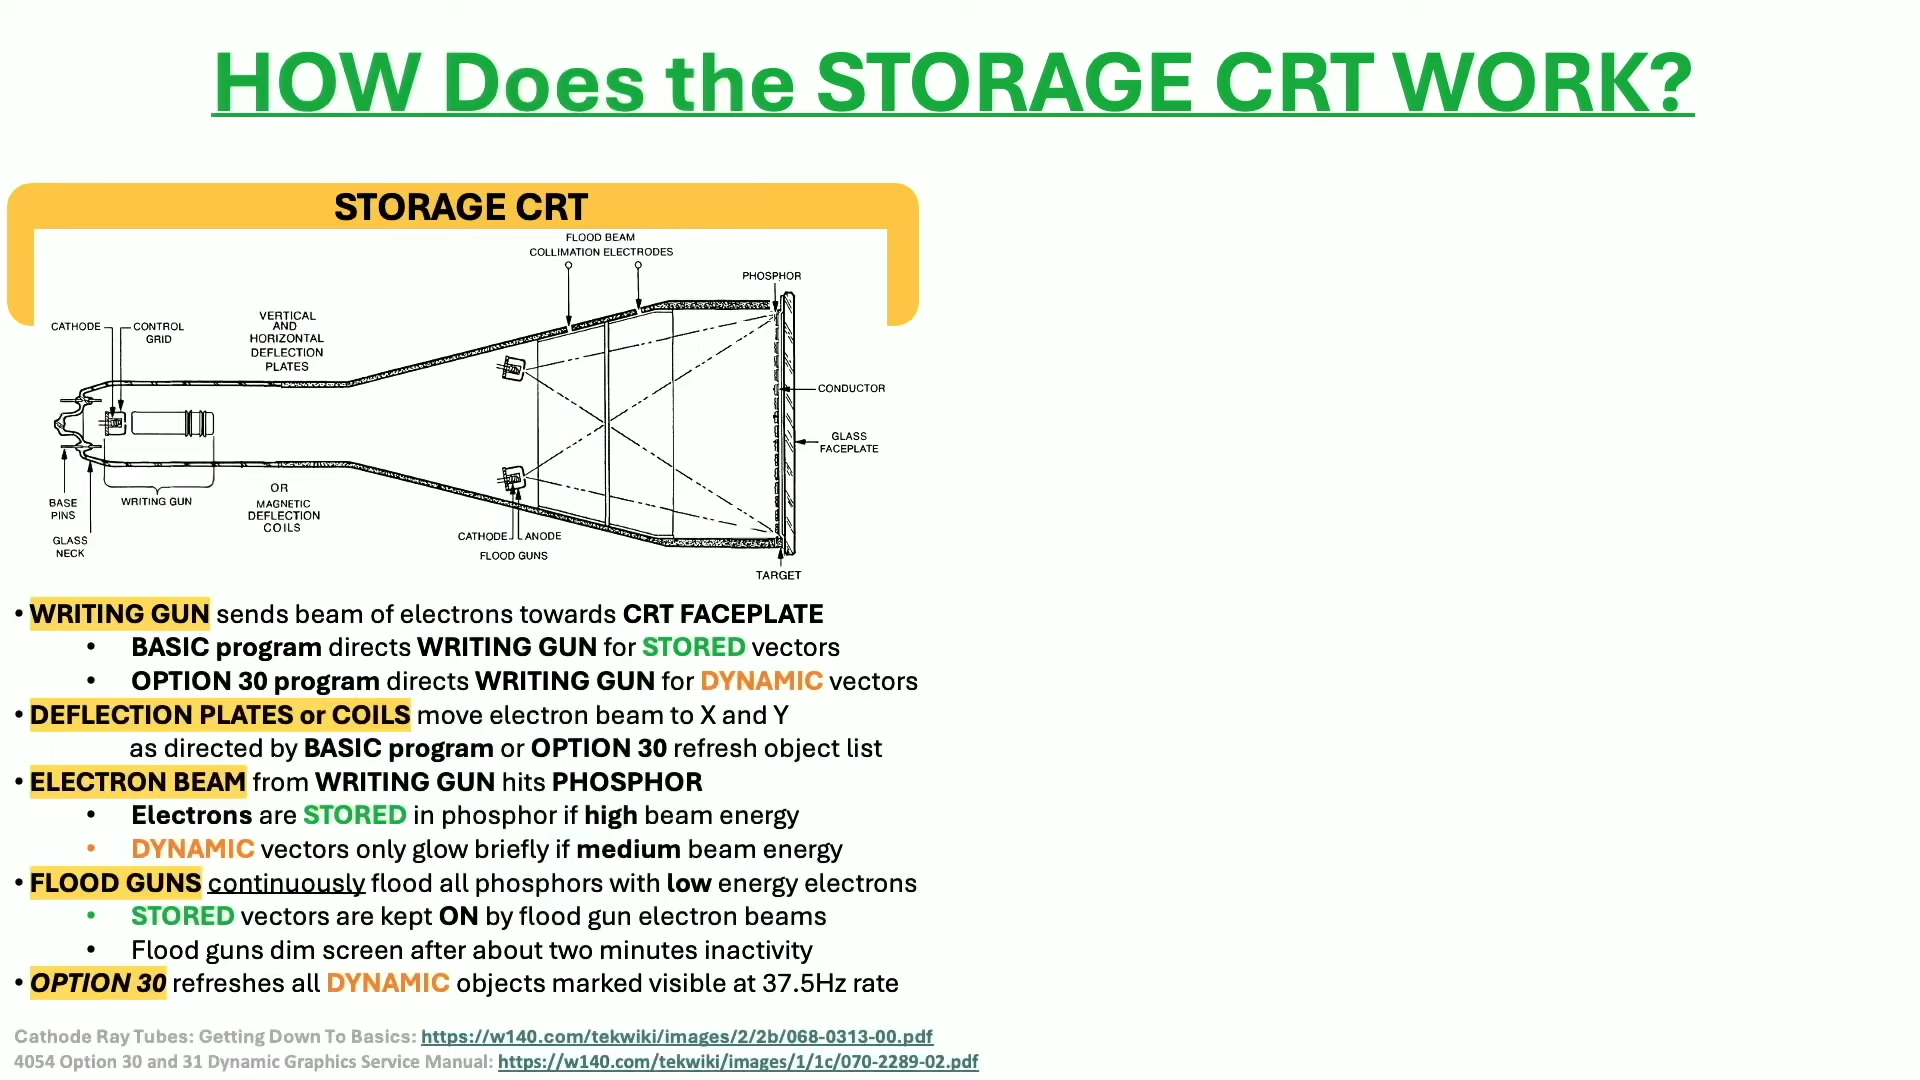 HOW Does the STORAGE CRT WORK?
STORAGE CRT
FLOOD BEAM
COLLIMATION ELECTRODES
PHOSPHOR
VERTICAL
AND
HORIZONTAL
DEFLECTION
PLATES
CATHODE
CONTROL
GRID
CONDUCTOR
GLASS
FACEPLATE
BASE
PINS
WRITING GUN
OR
MAGNETIC
DEFLECTION
COILS
GLASS
NECK
CATHODE
ANODE
FLOOD GUNS
TARGET
• WRITING GUN sends beam of electrons towards CRT FACEPLATE
• BASIC program directs WRITING GUN for STORED vectors
• OPTION 30 program directs WRITING GUN for DYNAMIC vectors
• DEFLECTION PLATES or COILS move electron beam to X and Y
as directed by BASIC program or OPTION 30 refresh object list
• ELECTRON BEAM from WRITING GUN hits PHOSPHOR
• Electrons are STORED in phosphor if high beam energy
• DYNAMIC vectors only glow briefly if medium beam energy
• FLOOD GUNS continuously flood all phosphors with low energy electrons
• STORED vectors are kept ON by flood gun electron beams
• Flood guns dim screen after about two minutes inactivity
• OPTION 30 refreshes all DYNAMIC objects marked visible at 37.5Hz rate
Cathode Ray Tubes: Getting Down To Basics: https://w140.com/tekwiki/images/2/2b/068-0313-00.pdf
4054 Option 30 and 31 Dynamic Graphics Service Manual: https://w140.com/tekwiki/images/1/1c/070-2289-02.pdf